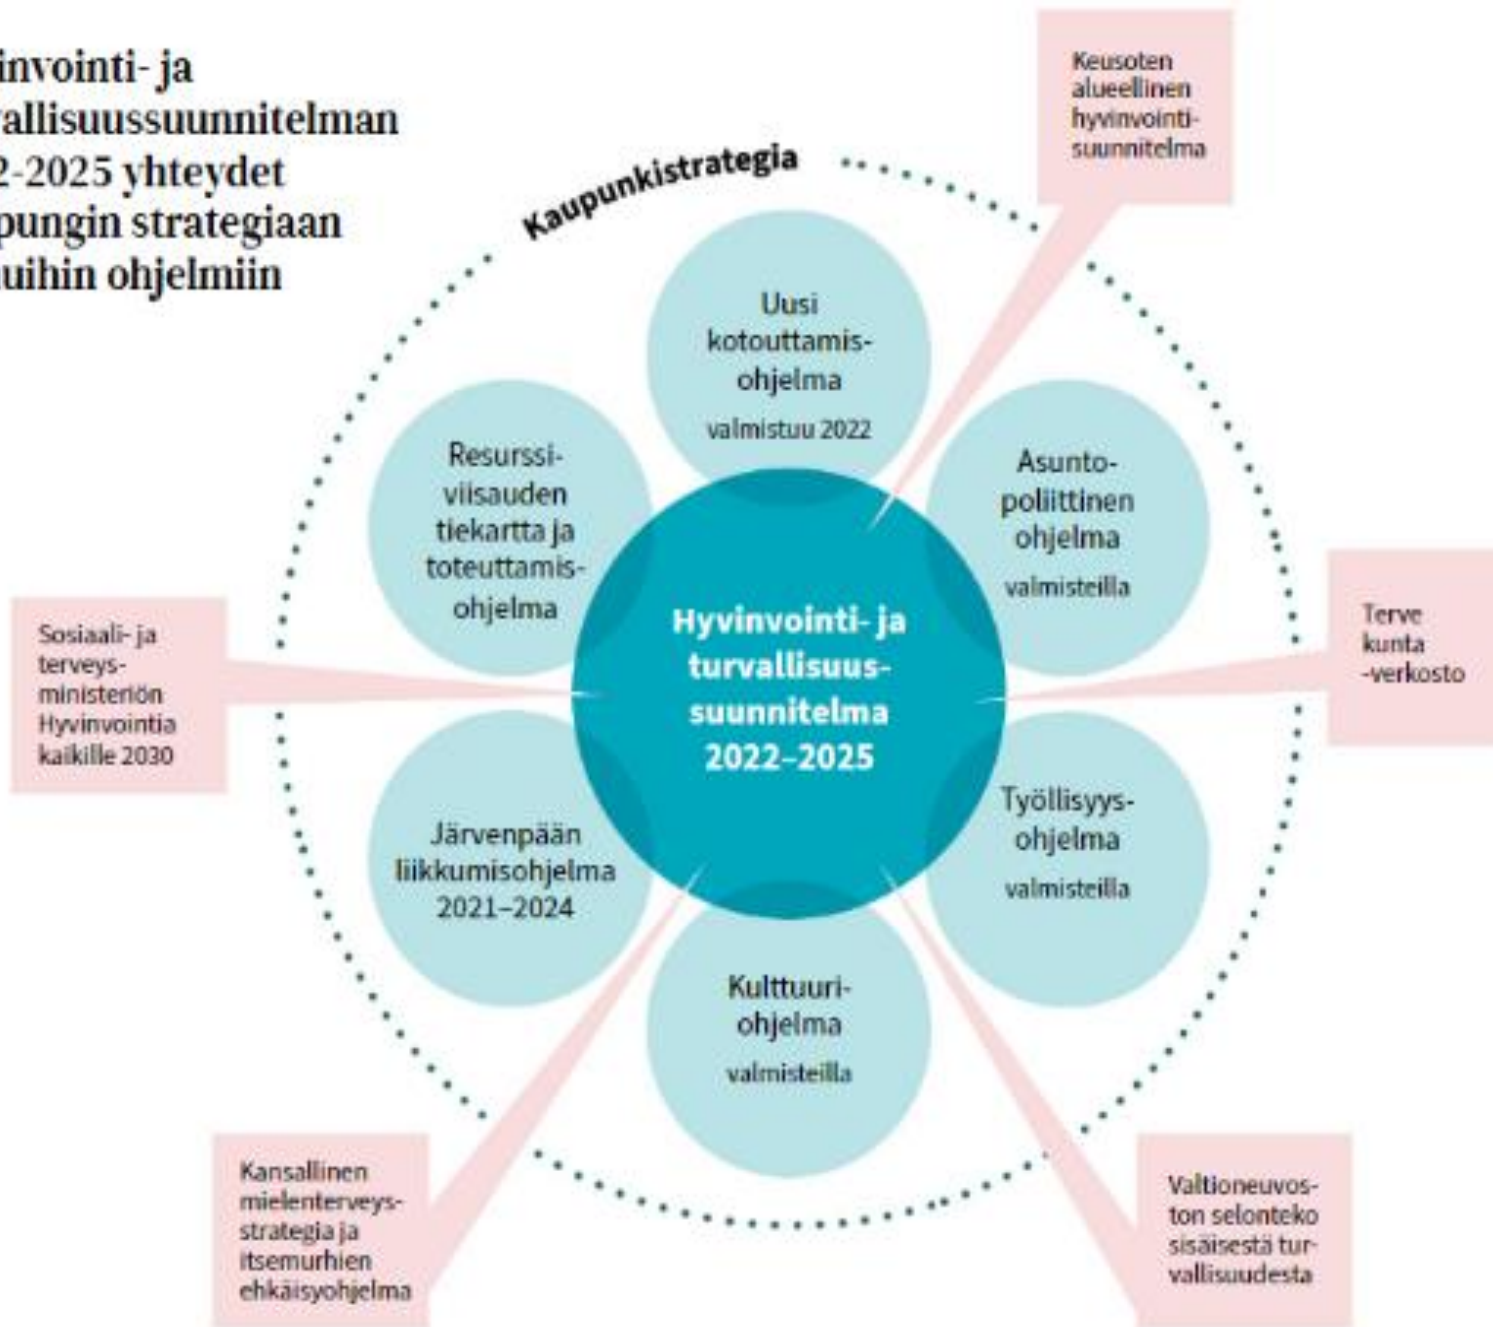 invointi- ja
vallisuussuunnitelman
2-2025 yhteydet
pungin strategiaan
uihin ohjelmiin
Keusoten
alueellinen
hyvinvointi-
suunnitelma
Kaupunkistrategia
Uusi
kotouttamis-
ohjelma
valmistuu 2022
Resurssi-
viisauden
tiekartta ja
toteuttamis-
ohjelma
Asunto-
poliittinen
ohjelma
valmisteilla
Sosiaali- ja
terveys-
ministeriön
Hyvinvointia
kaikille 2030
Hyvinvointi- ja
turvallisuus-
suunnitelma
2022–2025
Terve
kunta
-verkosto
Järvenpään
liikkumisohjelma
2021–2024
Työllisyys-
ohjelma
valmisteilla
Kulttuuri-
ohjelma
valmisteilla
Kansallinen
mielenterveys-
strategia ja
itsemurhien
ehkäisyohjelma
Valtioneuvos-
ton selonteko
sisäisestä tur-
vallisuudesta